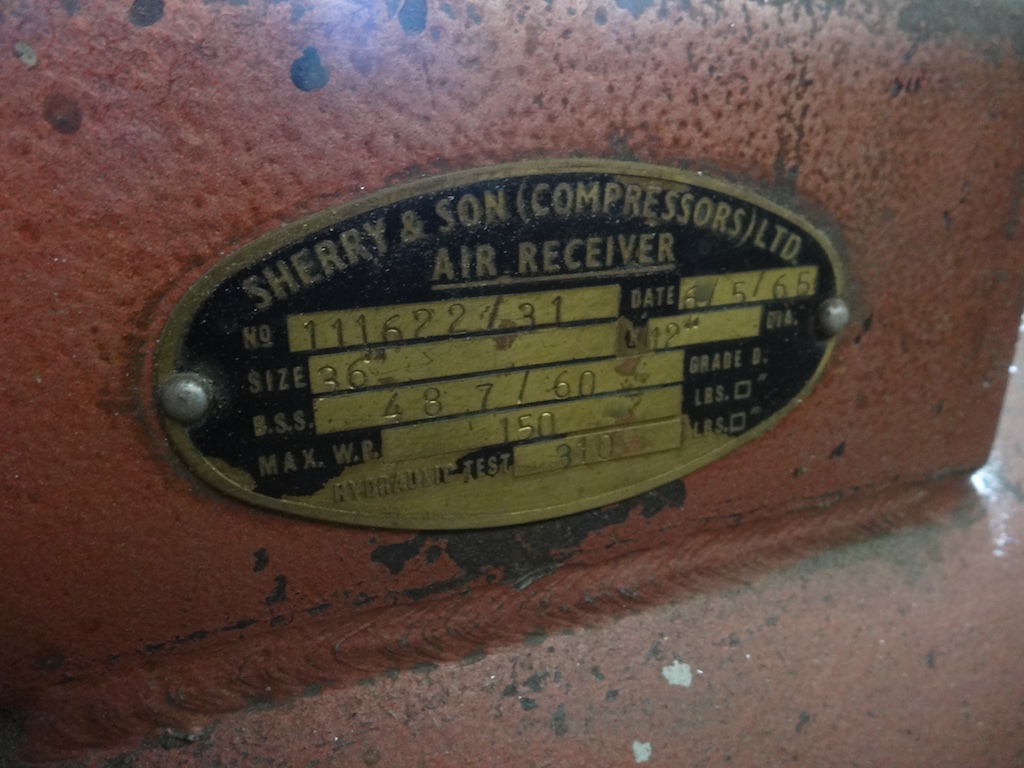 SHERRY & SON (COMPRESSORS) LTD.
AIR RECEIVER
Nº 111622/31 DATE 6/5/65
SIZE 36" X 12" DIA.
B.S.S. 487/60 GRADE D.
MAX. W.P. 150 LBS.□"
HYDRAULIC TEST 310 LBS.□"